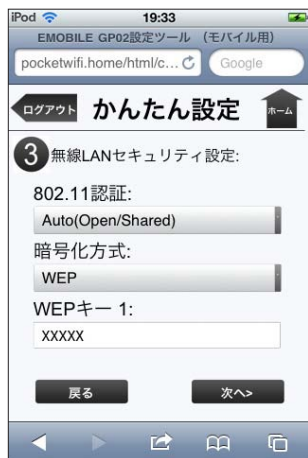 iPod 19:33
EMOBILE GP02設定ツール （モバイル用）
pocketwifi.home/html/c... Google
ログアウト かんたん設定 ホーム
3 無線LANセキュリティ設定:
802.11認証:
Auto(Open/Shared)
暗号化方式:
WEP
WEPキー 1:
XXXXX
戻る 次へ>